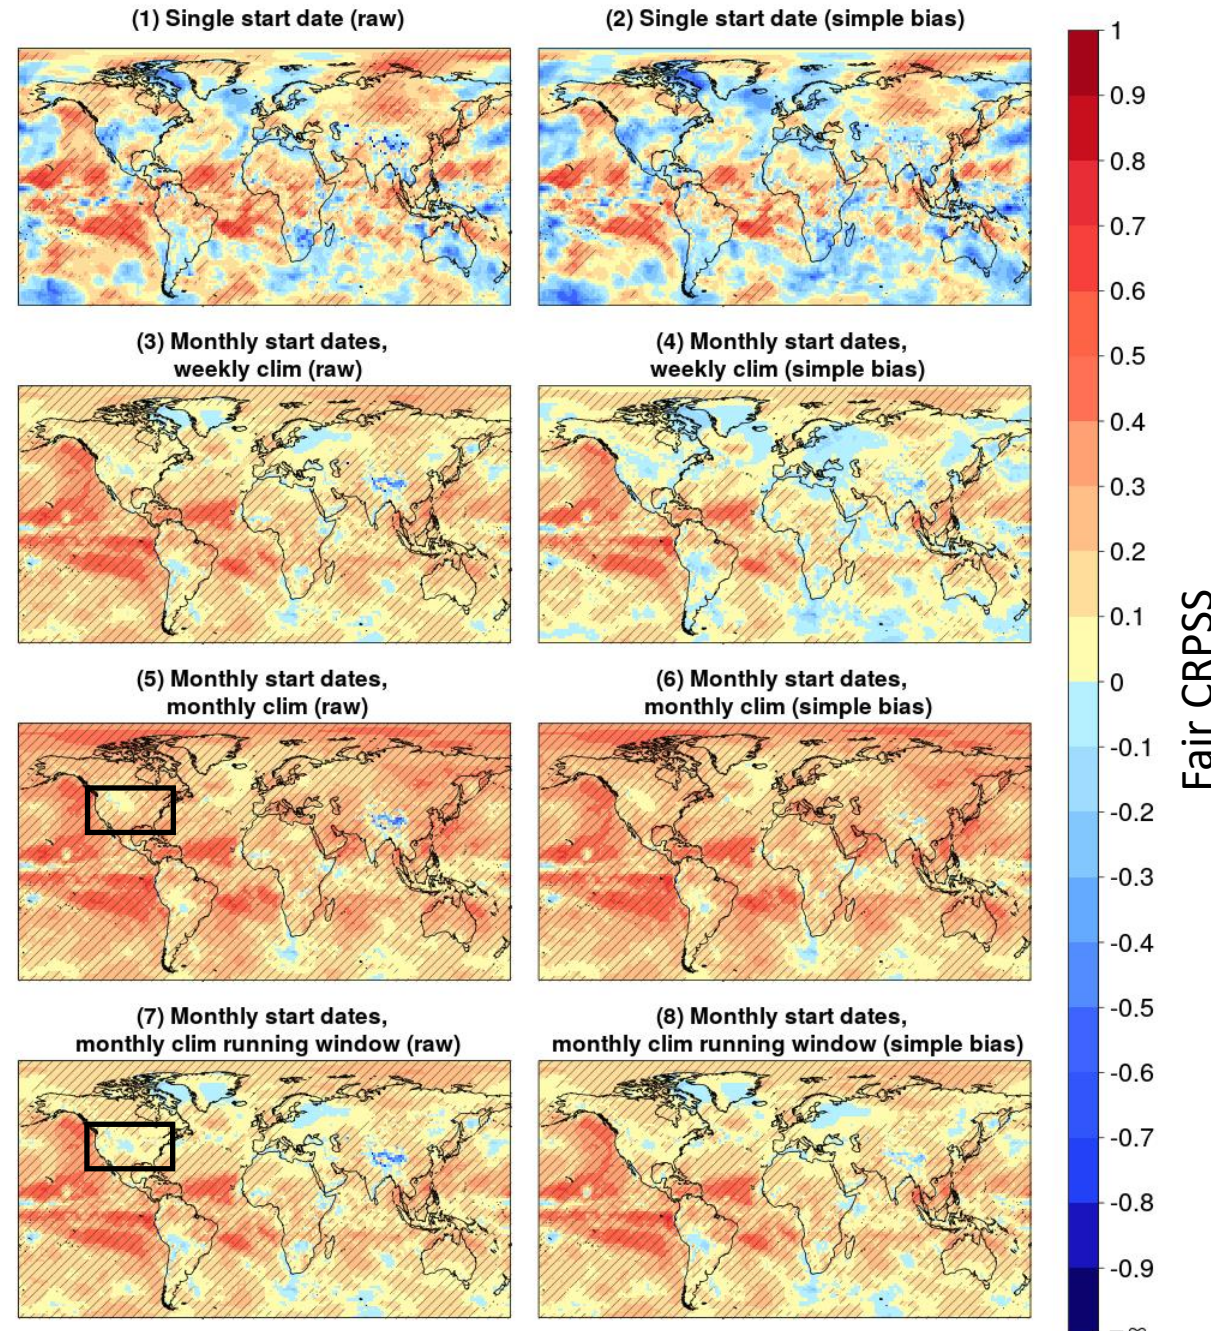 (1) Single start date (raw)
(2) Single start date (simple bias)
(3) Monthly start dates,
weekly clim (raw)
(4) Monthly start dates,
weekly clim (simple bias)
(5) Monthly start dates,
monthly clim (raw)
(6) Monthly start dates,
monthly clim (simple bias)
(7) Monthly start dates,
monthly clim running window (raw)
(8) Monthly start dates,
monthly clim running window (simple bias)
1
0.9
0.8
0.7
0.6
0.5
0.4
0.3
0.2
0.1
0
-0.1
-0.2
-0.3
-0.4
-0.5
-0.6
-0.7
-0.8
-0.9
-∞
Fair CRPSS